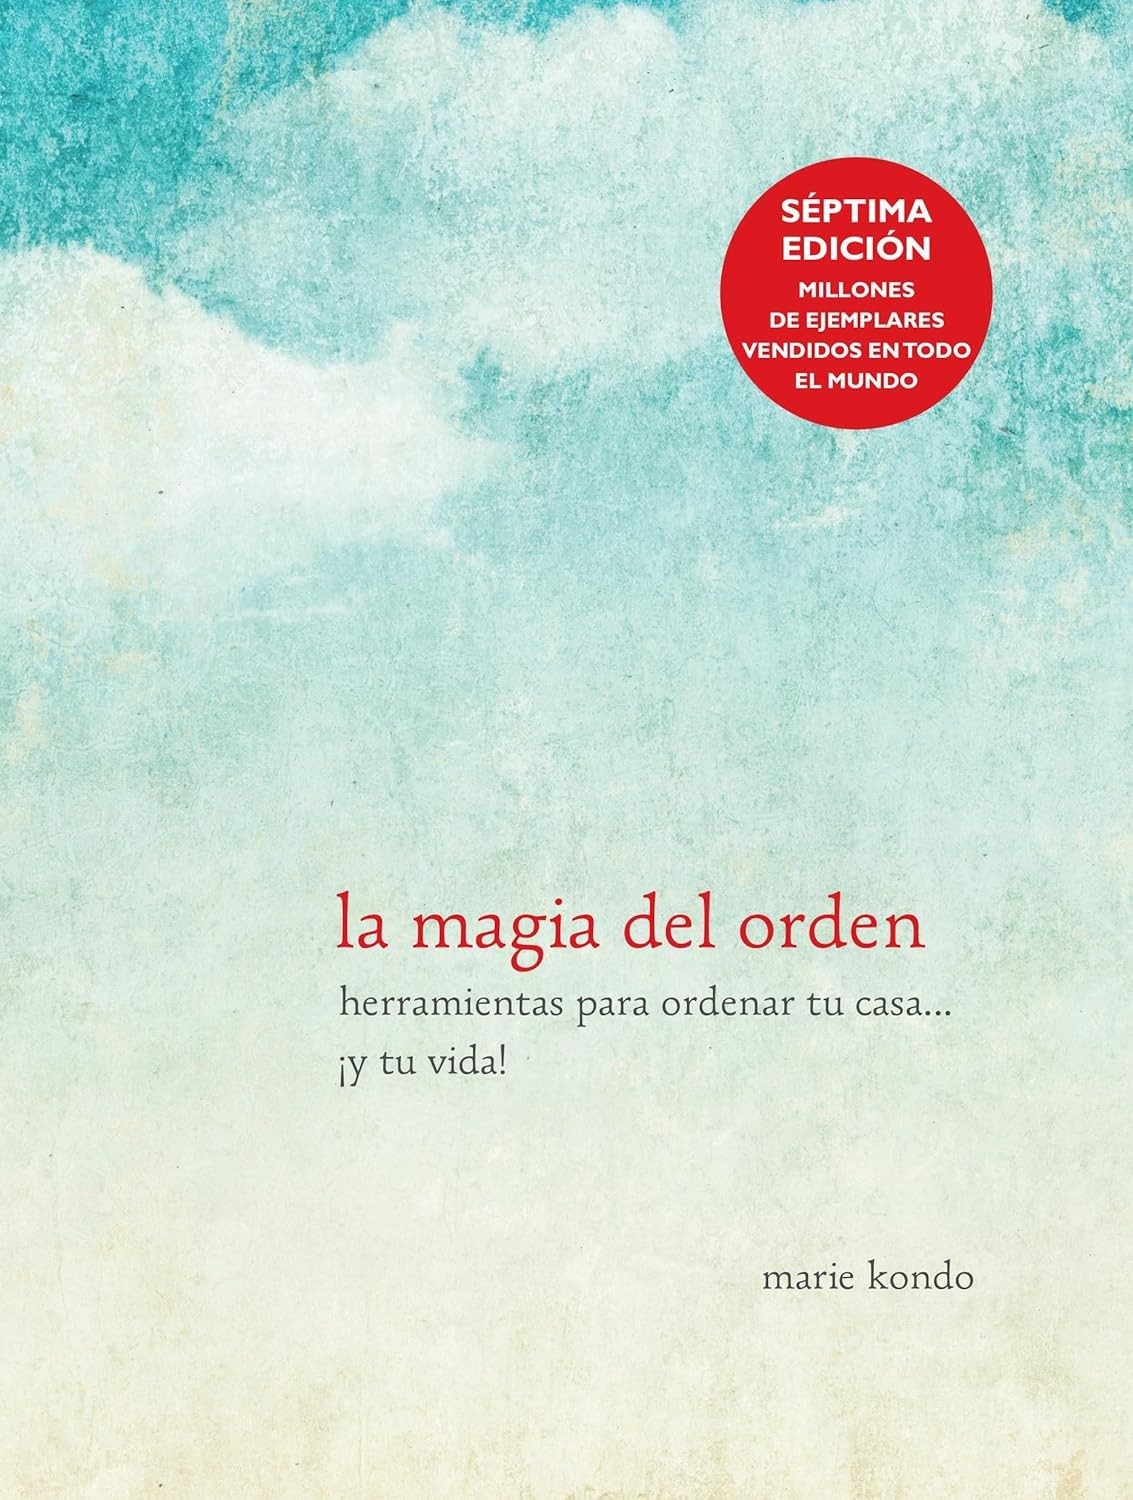 SÉPTIMA
EDICIÓN
MILLONES
DE EJEMPLARES
VENDIDOS EN TODO
EL MUNDO
la magia del orden
herramientas para ordenar tu casa...
¡y tu vida!
marie kondo